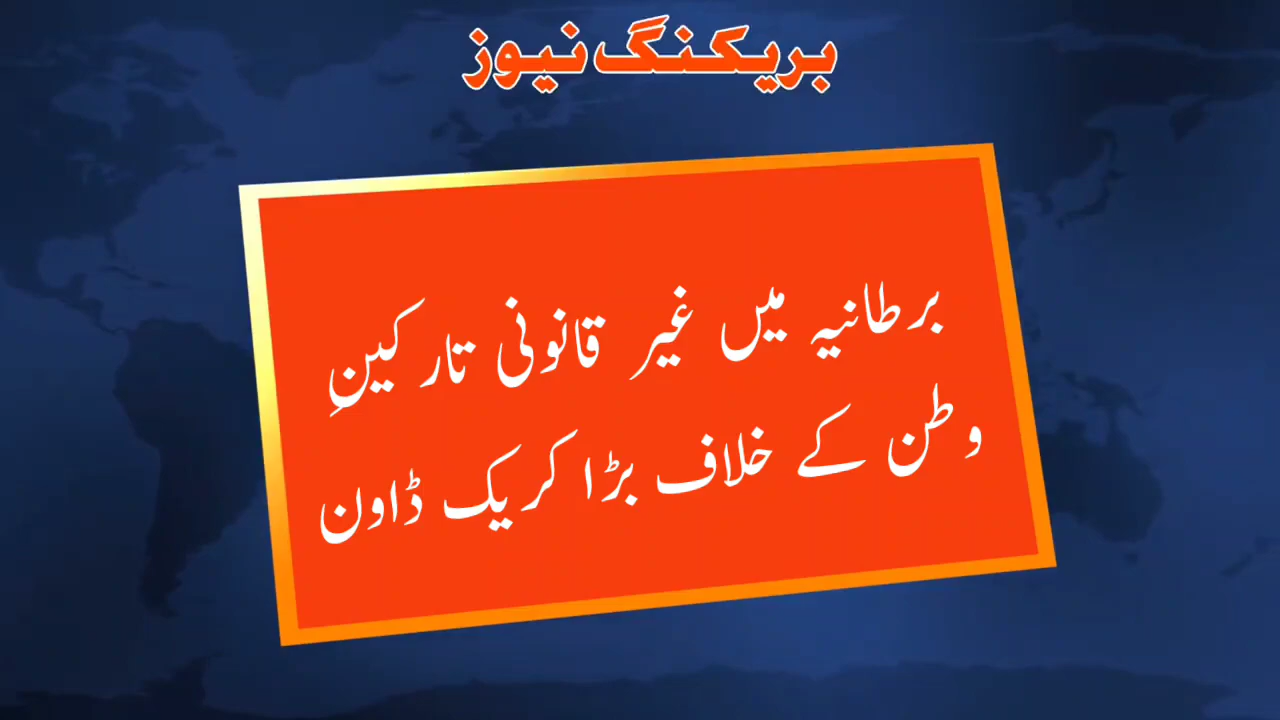 بریکنگ نیوز
برطانیہ میں غیر قانونی تارکینِ
وطن کے خلاف بڑا کریک ڈاون